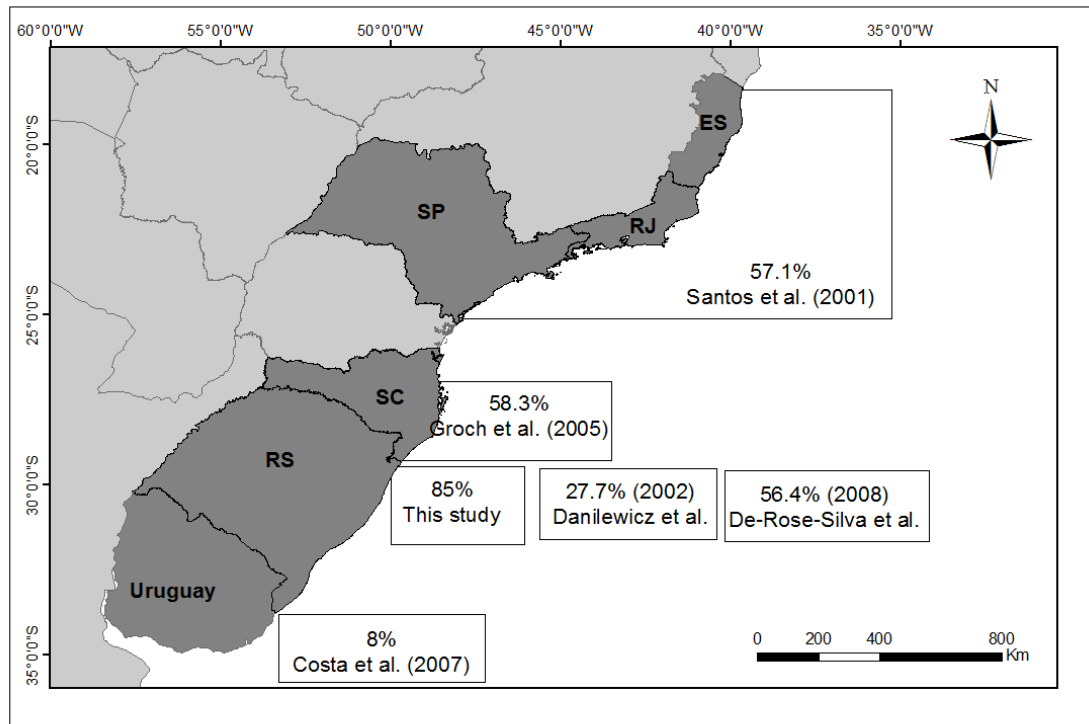 60°0'0"W 55°0'0"W 50°0'0"W 45°0'0"W 40°0'0"W 35°0'0"W
N
ES
20°0'0"S
SP
RJ
57.1%
Santos et al. (2001)
25°0'0"S
SC
58.3%
Groch et al. (2005)
RS
30°0'0"S
85%
This study
27.7% (2002)
Danilewicz et al.
56.4% (2008)
De-Rose-Silva et al.
Uruguay
8%
Costa et al. (2007)
0 200 400 800
Km
35°0'0"S